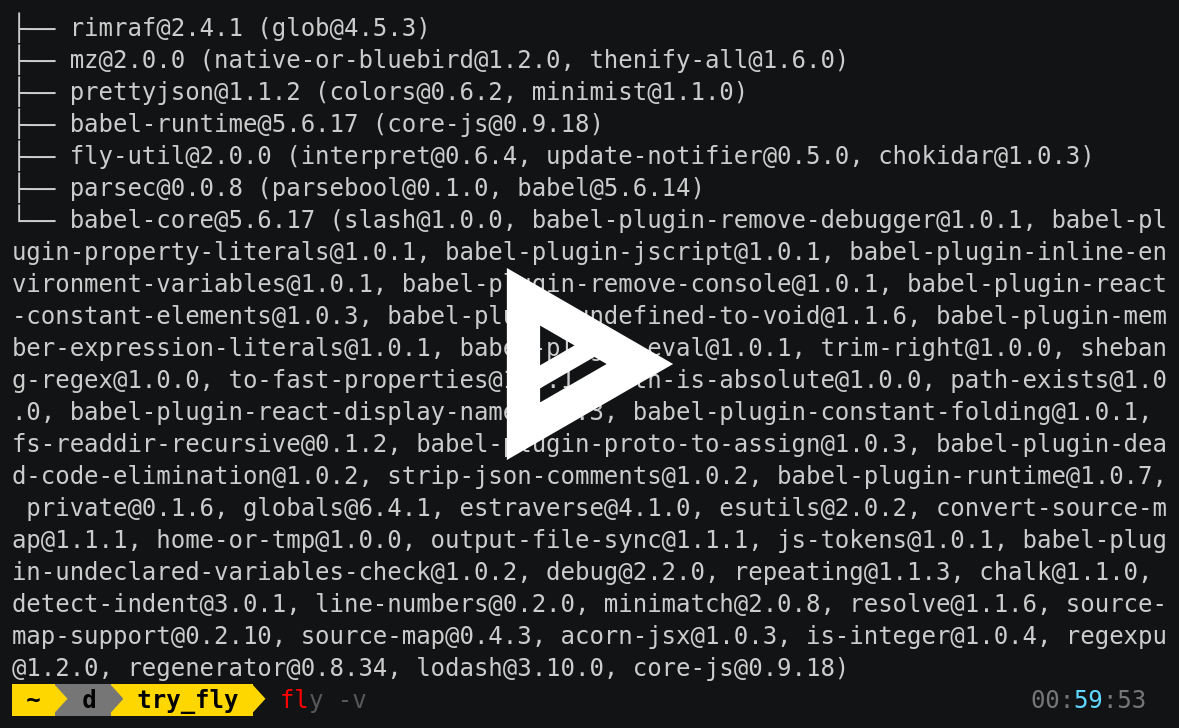 ├── rimraf@2.4.1 (glob@4.5.3)
├── mz@2.0.0 (native-or-bluebird@1.2.0, thenify-all@1.6.0)
├── prettyjson@1.1.2 (colors@0.6.2, minimist@1.1.0)
├── babel-runtime@5.6.17 (core-js@0.9.18)
├── fly-util@2.0.0 (interpret@0.6.4, update-notifier@0.5.0, chokidar@1.0.3)
├── parsec@0.0.8 (parsebool@0.1.0, babel@5.6.14)
└── babel-core@5.6.17 (slash@1.0.0, babel-plugin-remove-debugger@1.0.1, babel-pl
ugin-property-literals@1.0.1, babel-plugin-jscript@1.0.1, babel-plugin-inline-en
vironment-variables@1.0.1, babel-plugin-remove-console@1.0.1, babel-plugin-react
-constant-elements@1.0.3, babel-plugin-undefined-to-void@1.1.6, babel-plugin-mem
ber-expression-literals@1.0.1, babel-plugin-eval@1.0.1, trim-right@1.0.0, sheban
g-regex@1.0.0, to-fast-properties@ path-is-absolute@1.0.0, path-exists@1.0
.0, babel-plugin-react-display-name babel-plugin-constant-folding@1.0.1,
fs-readdir-recursive@0.1.2, babel-plugin-proto-to-assign@1.0.3, babel-plugin-dea
d-code-elimination@1.0.2, strip-json-comments@1.0.2, babel-plugin-runtime@1.0.7,
private@0.1.6, globals@6.4.1, estraverse@4.1.0, esutils@2.0.2, convert-source-m
ap@1.1.1, home-or-tmp@1.0.0, output-file-sync@1.1.1, js-tokens@1.0.1, babel-plug
in-undeclared-variables-check@1.0.2, debug@2.2.0, repeating@1.1.3, chalk@1.1.0,
detect-indent@3.0.1, line-numbers@0.2.0, minimatch@2.0.8, resolve@1.1.6, source-
map-support@0.2.10, source-map@0.4.3, acorn-jsx@1.0.3, is-integer@1.0.4, regexpu
@1.2.0, regenerator@0.8.34, lodash@3.10.0, core-js@0.9.18)
~ d try_fly fly -v 00:59:53